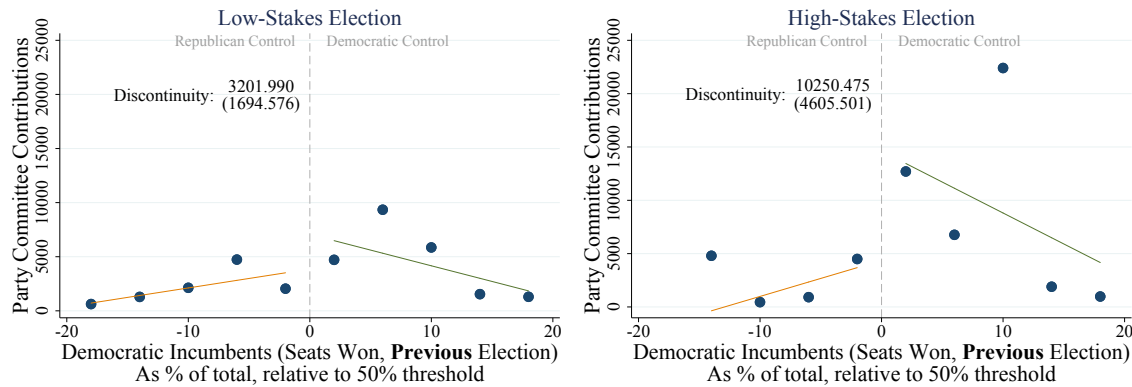 Low-Stakes Election
Republican Control Democratic Control
Discontinuity: 3201.990
(1694.576)
Party Committee Contributions
25000
20000
15000
10000
5000
0
-20 -10 0 10 20
Democratic Incumbents (Seats Won, Previous Election)
As % of total, relative to 50% threshold
High-Stakes Election
Republican Control Democratic Control
Discontinuity: 10250.475
(4605.501)
Party Committee Contributions
25000
20000
15000
10000
5000
0
-20 -10 0 10 20
Democratic Incumbents (Seats Won, Previous Election)
As % of total, relative to 50% threshold